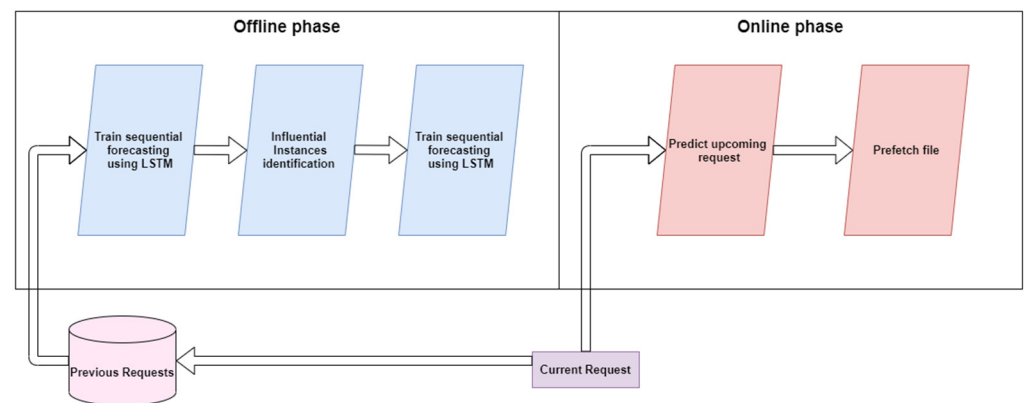 Offline phase
Online phase
Train sequential
forecasting
using LSTM
Influential
Instances
identification
Train sequential
forecasting
using LSTM
Predict upcoming
request
Prefetch file
Previous Requests
Current Request